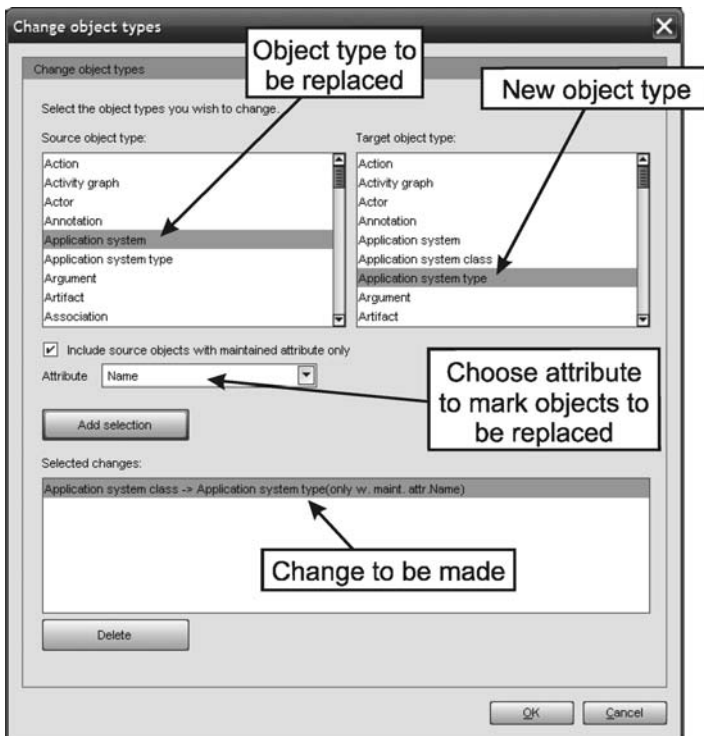 Change object types
Object type to
be replaced
Change object types
New object type
Select the object types you wish to change.
Source object type:
Target object type:
Action
Activity graph
Actor
Annotation
Application system
Application system type
Argument
Artifact
Association
Action
Activity graph
Actor
Annotation
Application system
Application system class
Application system type
Argument
Artifact
Include source objects with maintained attribute only
Attribute
Name
Choose attribute
to mark objects to
be replaced
Add selection
Selected changes:
Application system class -> Application system type(only w. maint. attr.Name)
Change to be made
Delete
OK
Cancel